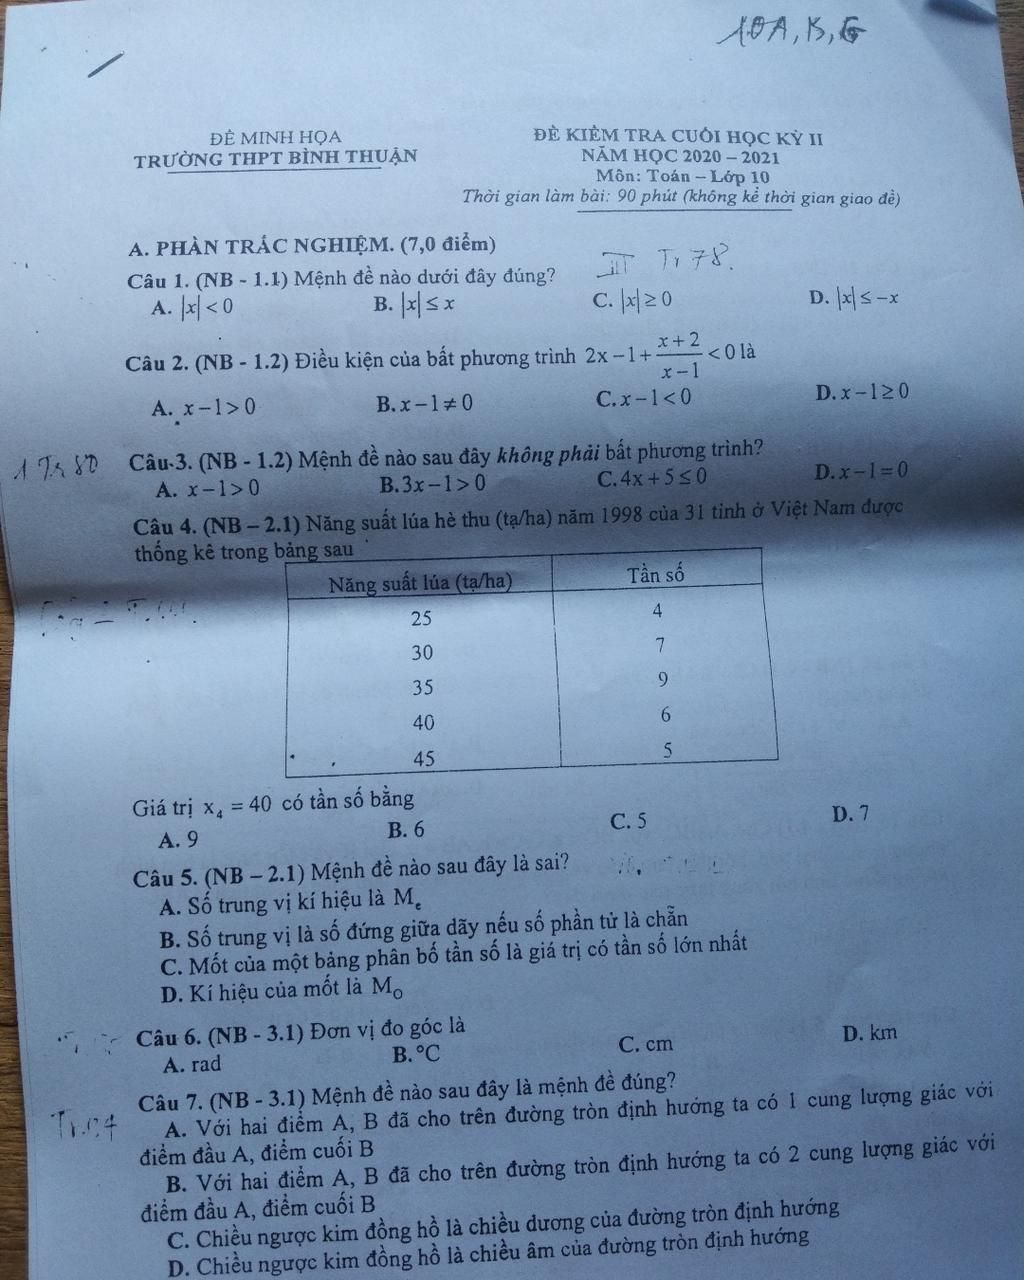 10A, B, G
ĐỀ MINH HỌA
TRƯỜNG THPT BÌNH THUẬN
ĐỀ KIỂM TRA CUỐI HỌC KỲ II
NĂM HỌC 2020 – 2021
Môn: Toán – Lớp 10
Thời gian làm bài: 90 phút (không kể thời gian giao đề)
A. PHẦN TRẮC NGHIỆM. (7,0 điểm)
III Tr 78.
Câu 1. (NB - 1.1) Mệnh đề nào dưới đây đúng?
A. |x| < 0 B. |x| ≤ x C. |x| ≥ 0 D. |x| ≤ -x
Câu 2. (NB - 1.2) Điều kiện của bất phương trình 2x - 1 + (x + 2)/(x - 1) < 0 là
A. x - 1 > 0 B. x - 1 ≠ 0 C. x - 1 < 0 D. x - 1 ≥ 0
1 Tr 80
Câu 3. (NB - 1.2) Mệnh đề nào sau đây không phải bất phương trình?
A. x - 1 > 0 B. 3x - 1 > 0 C. 4x + 5 ≤ 0 D. x - 1 = 0
Câu 4. (NB – 2.1) Năng suất lúa hè thu (tạ/ha) năm 1998 của 31 tỉnh ở Việt Nam được
thống kê trong bảng sau
Năng suất lúa (tạ/ha) Tần số
25 4
30 7
35 9
40 6
45 5
Giá trị x₄ = 40 có tần số bằng
A. 9 B. 6 C. 5 D. 7
Câu 5. (NB – 2.1) Mệnh đề nào sau đây là sai?
A. Số trung vị kí hiệu là Mₑ
B. Số trung vị là số đứng giữa dãy nếu số phần tử là chẵn
C. Mốt của một bảng phân bố tần số là giá trị có tần số lớn nhất
D. Kí hiệu của mốt là M_O
Câu 6. (NB - 3.1) Đơn vị đo góc là
A. rad B. °C C. cm D. km
Câu 7. (NB - 3.1) Mệnh đề nào sau đây là mệnh đề đúng?
A. Với hai điểm A, B đã cho trên đường tròn định hướng ta có 1 cung lượng giác với
điểm đầu A, điểm cuối B
B. Với hai điểm A, B đã cho trên đường tròn định hướng ta có 2 cung lượng giác với
điểm đầu A, điểm cuối B
C. Chiều ngược kim đồng hồ là chiều dương của đường tròn định hướng
D. Chiều ngược kim đồng hồ là chiều âm của đường tròn định hướng